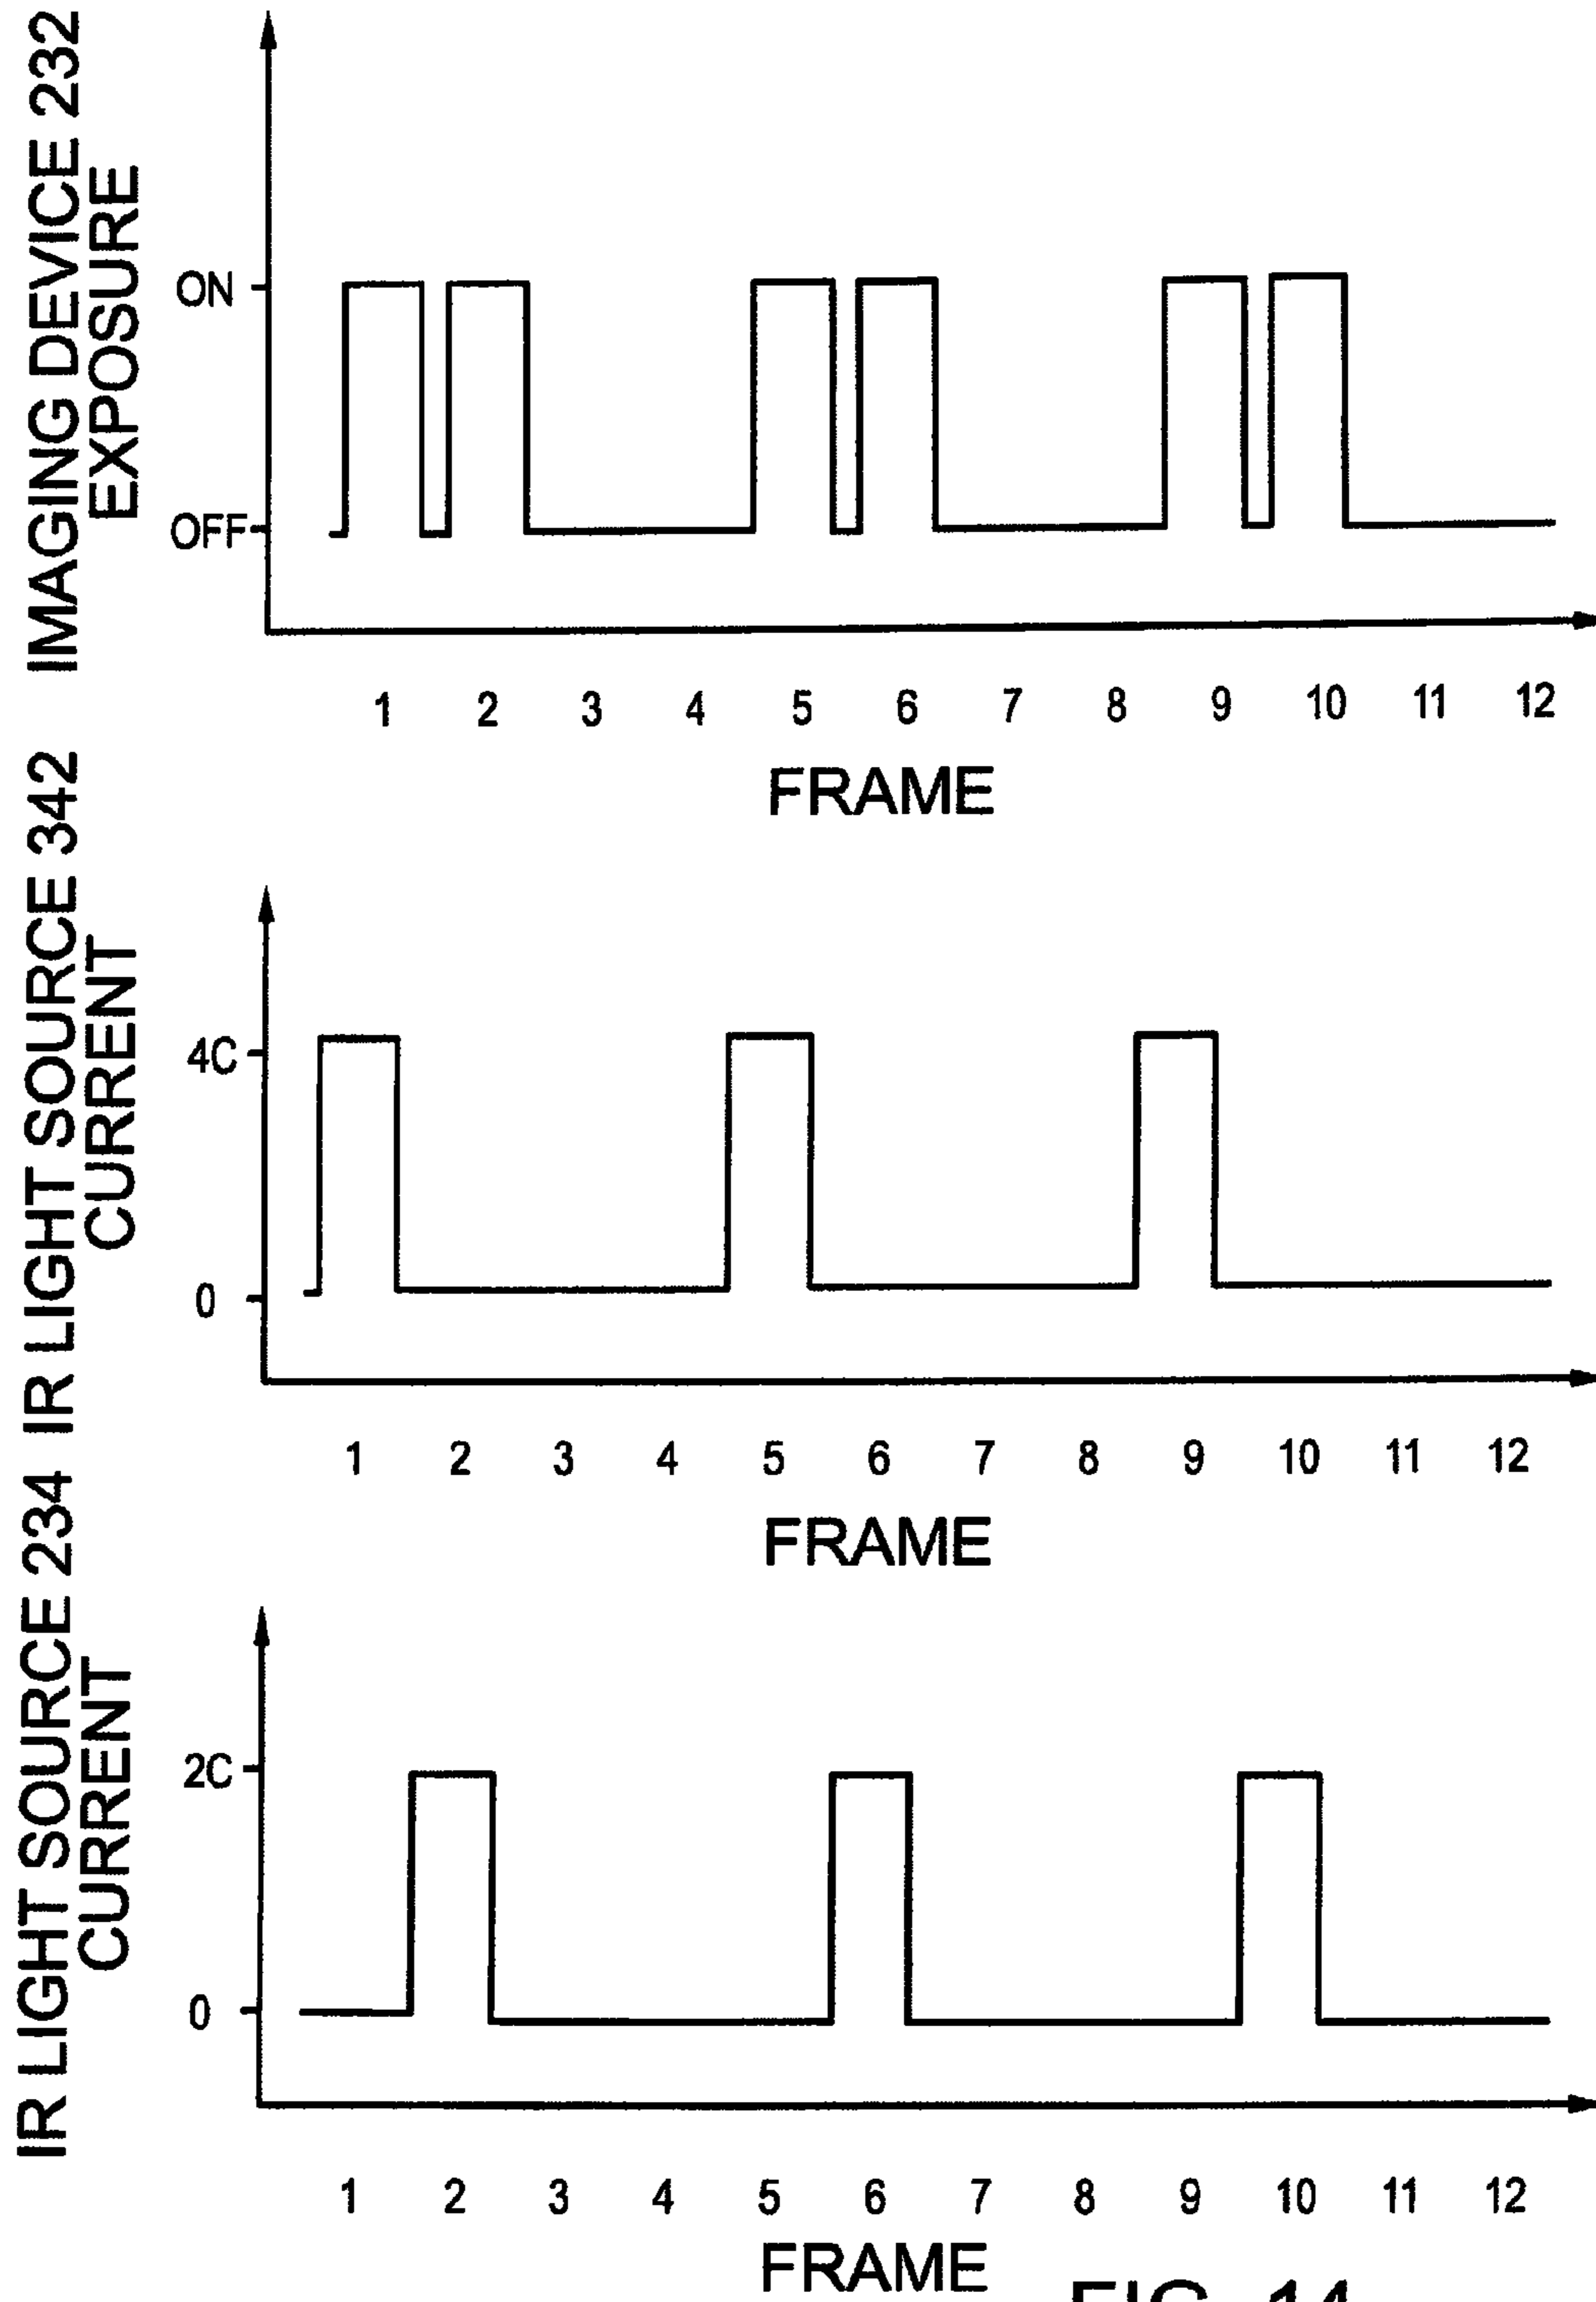 IMAGING DEVICE 232
EXPOSURE
ON
OFF
1 2 3 4 5 6 7 8 9 10 11 12
FRAME
IR LIGHT SOURCE 342
CURRENT
4C
0
1 2 3 4 5 6 7 8 9 10 11 12
FRAME
IR LIGHT SOURCE 234
CURRENT
2C
0
1 2 3 4 5 6 7 8 9 10 11 12
FRAME
FIG. 14